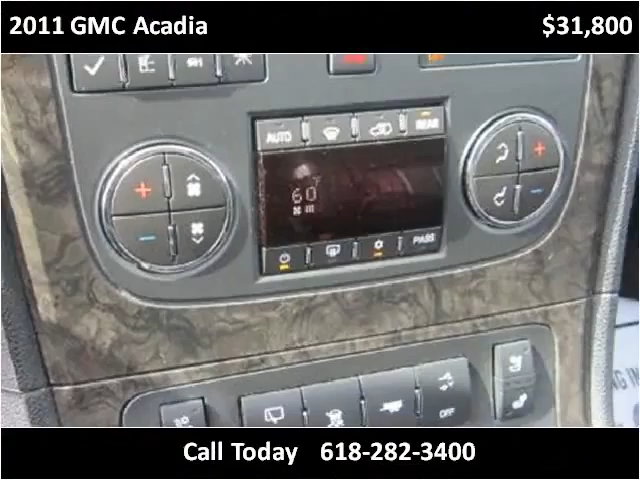 2011 GMC Acadia $31,800
AUTO REAR
60°
PASS
OFF
Call Today 618-282-3400